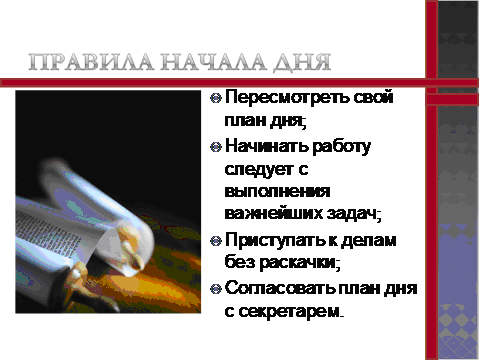 ПРАВИЛА НАЧАЛА ДНЯ
Пересмотреть свой
план дня;
Начинать работу
следует с
выполнения
важнейших задач;
Приступать к делам
без раскачки;
Согласовать план дня
с секретарем.